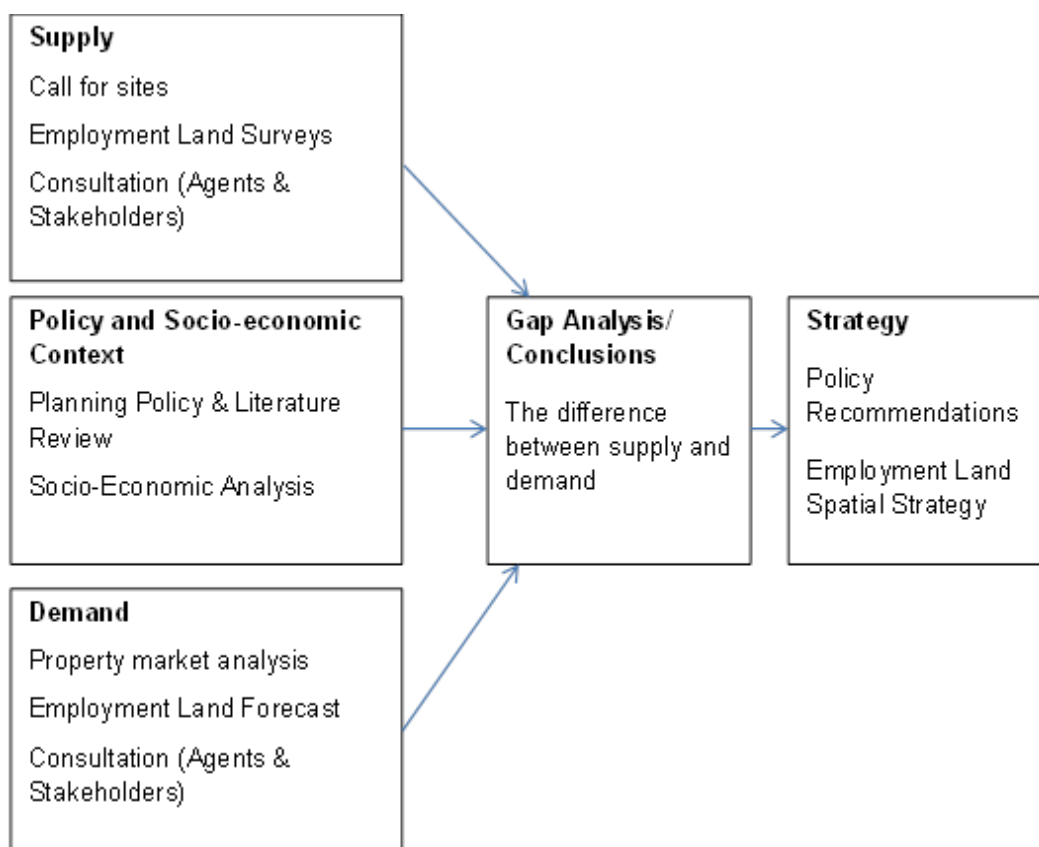 Supply
Call for sites
Employment Land Surveys
Consultation (Agents &
Stakeholders)
Policy and Socio-economic
Context
Planning Policy & Literature
Review
Socio-Economic Analysis
Demand
Property market analysis
Employment Land Forecast
Consultation (Agents &
Stakeholders)
Gap Analysis/
Conclusions
The difference
between supply and
demand
Strategy
Policy
Recommendations
Employment Land
Spatial Strategy